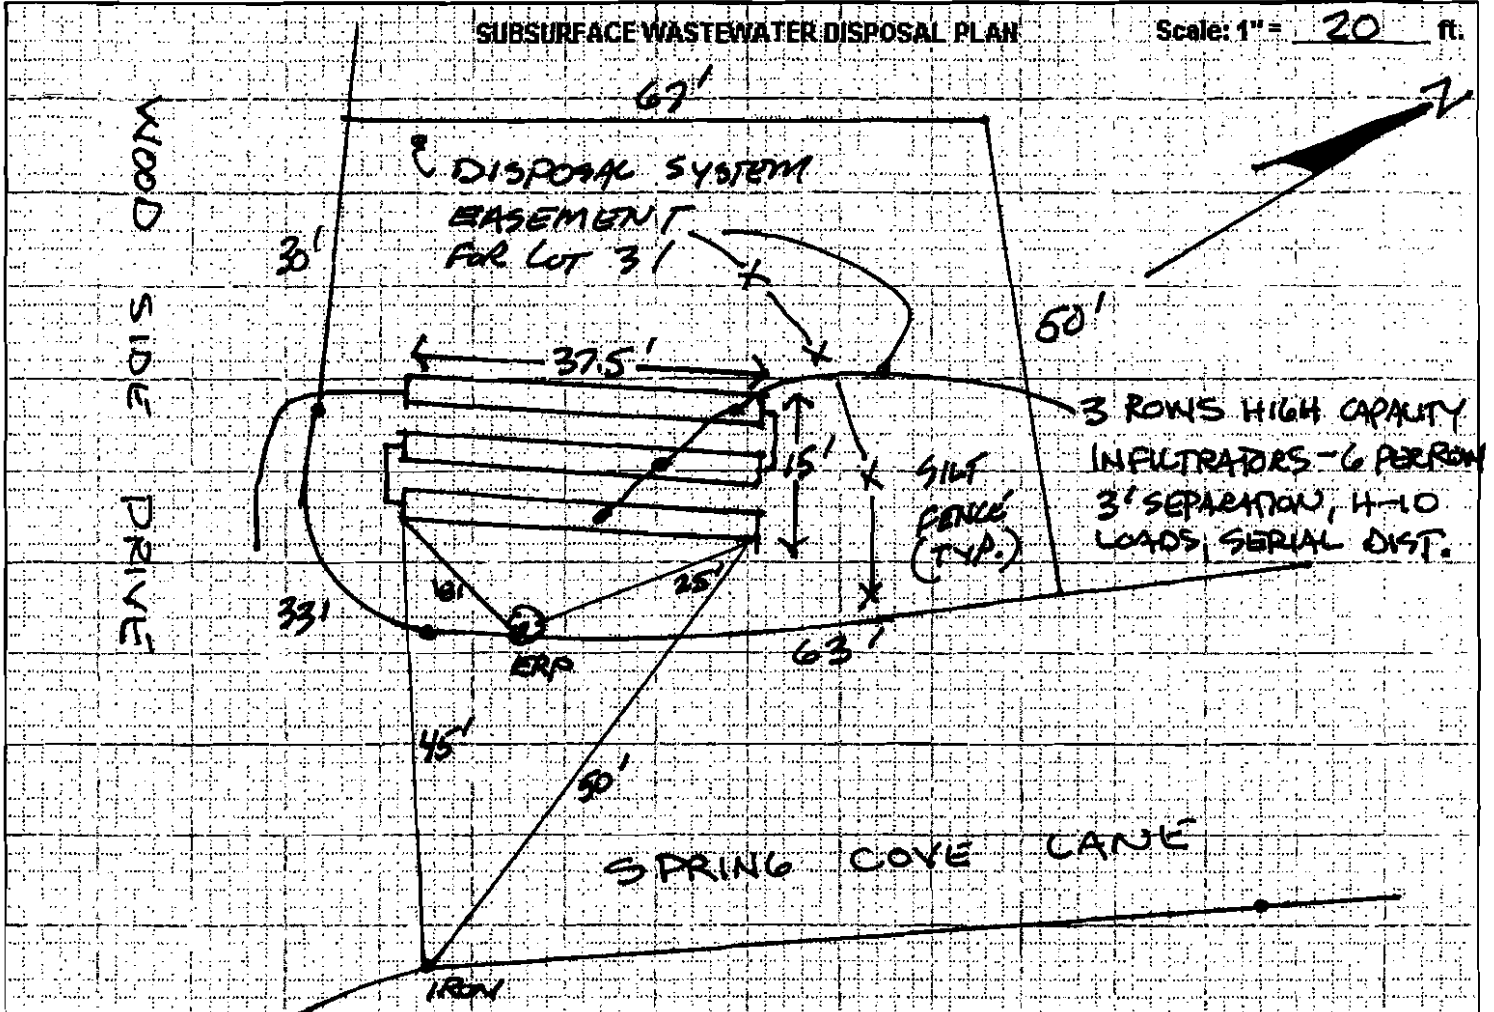 SUBSURFACE WASTEWATER DISPOSAL PLAN
Scale: 1" = 20 ft.
67'
N
WOOD SIDE DRIVE
DISPOSAL SYSTEM
EASEMENT
FOR LOT 31
30'
50'
37.5'
15'
3 ROWS HIGH CAPACITY
INFILTRATORS - 6 PER ROW
3' SEPARATION, H-10
LOADS, SERIAL DIST.
SILT
FENCE
(TYP.)
18'
25'
33'
ERP
63'
45'
50'
SPRING COVE LANE
IRON